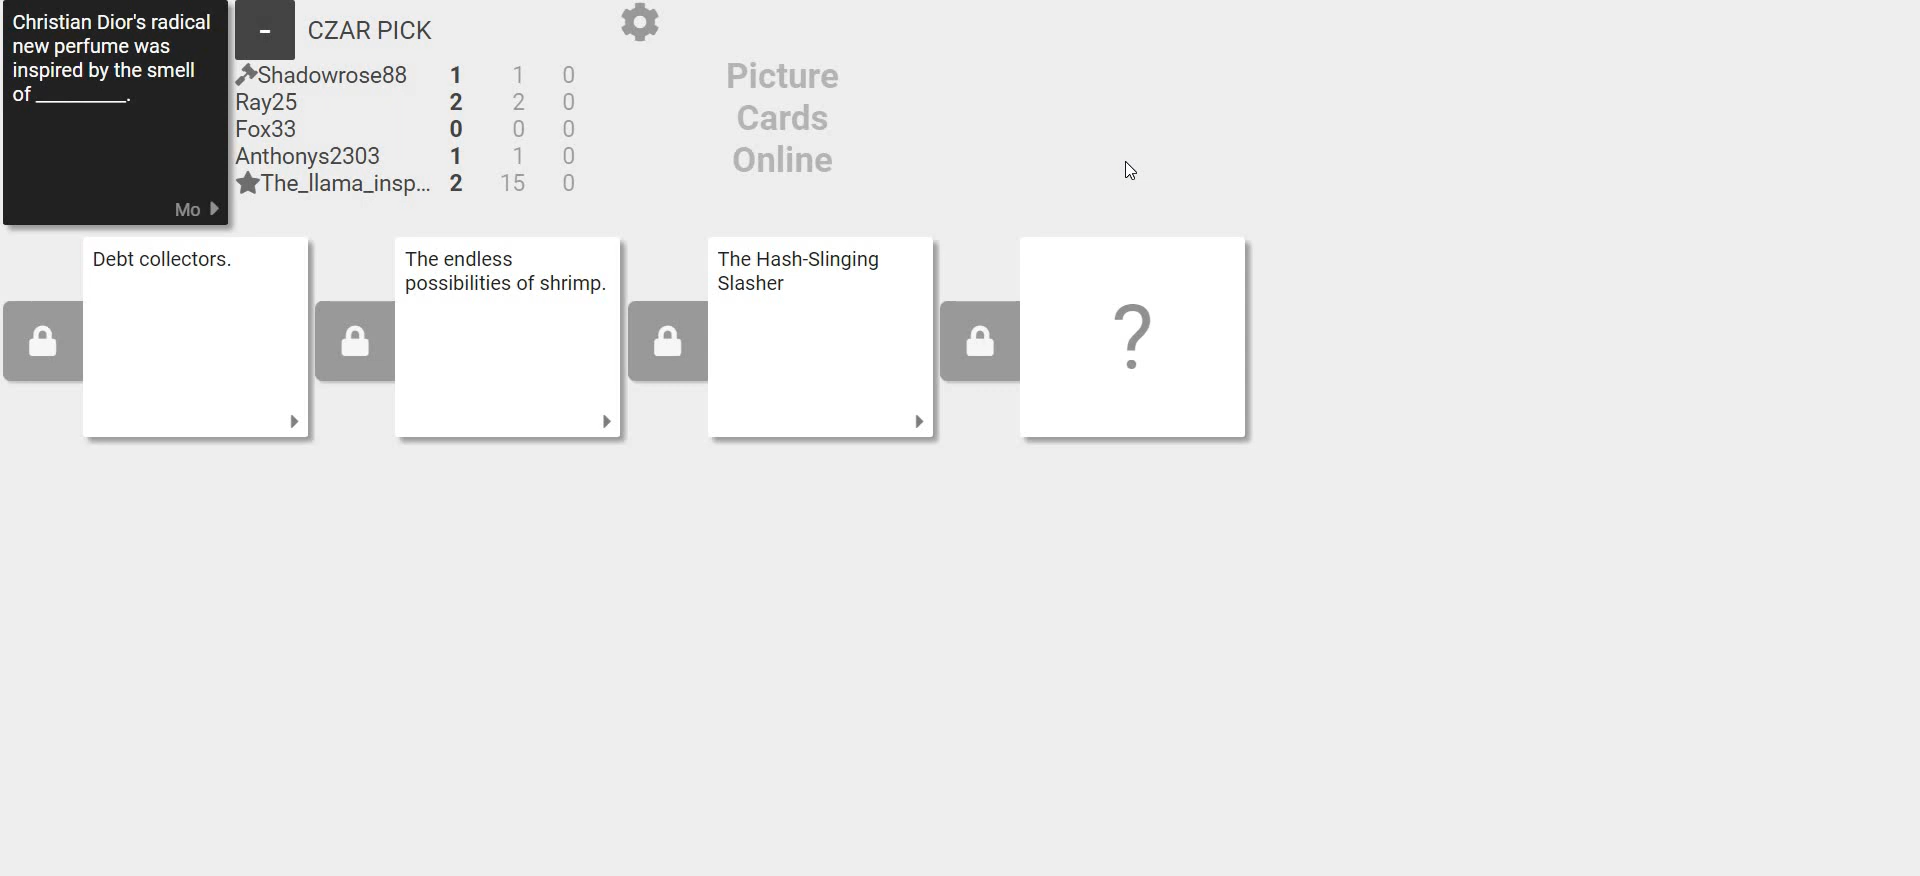 Christian Dior's radical
new perfume was
inspired by the smell
of __________.
Mo
-
CZAR PICK
Shadowrose88 1 1 0
Ray25 2 2 0
Fox33 0 0 0
Anthonys2303 1 1 0
The_llama_insp... 2 15 0
Picture
Cards
Online
Debt collectors.
The endless
possibilities of shrimp.
The Hash-Slinging
Slasher
?